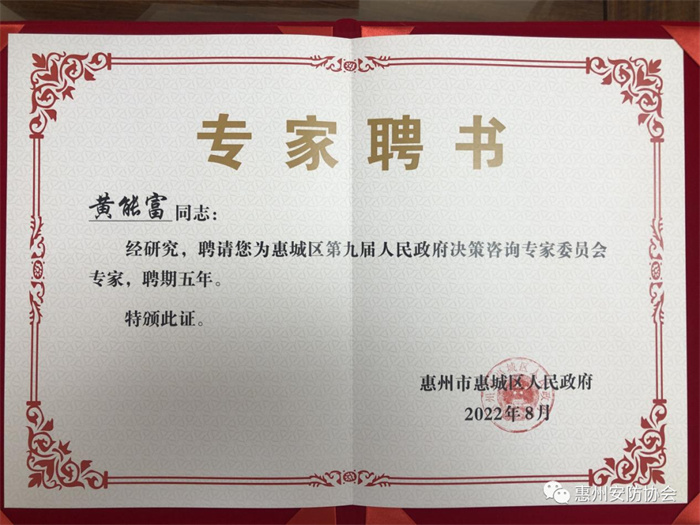 专家聘书
黄能富同志：
经研究，聘请您为惠城区第九届人民政府决策咨询专家委员会
专家，聘期五年。
特颁此证。
惠州市惠城区人民政府
2022年8月
惠州安防协会